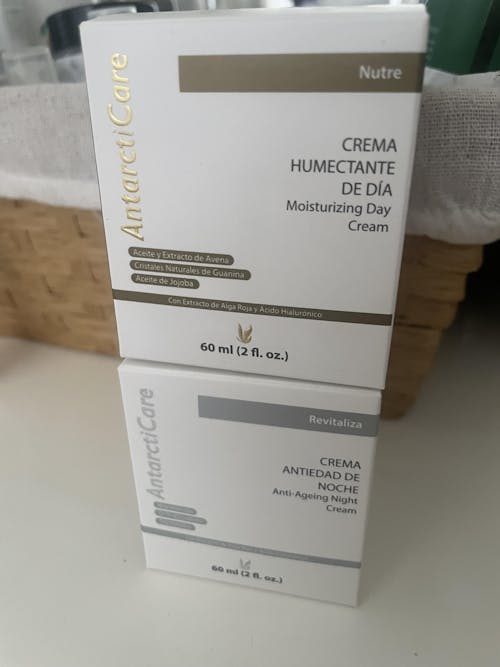 AntarctiCare
Nutre
CREMA
HUMECTANTE
DE DÍA
Moisturizing Day
Cream
Aceite y Extracto de Avena
Cristales Naturales de Guanina
Aceite de Jojoba
Con Extracto de Alga Roja y Ácido Hialurónico
60 ml (2 fl. oz.)
AntarctiCare
Revitaliza
CREMA
ANTIEDAD DE
NOCHE
Anti-Ageing Night
Cream
60 ml (2 fl. oz.)